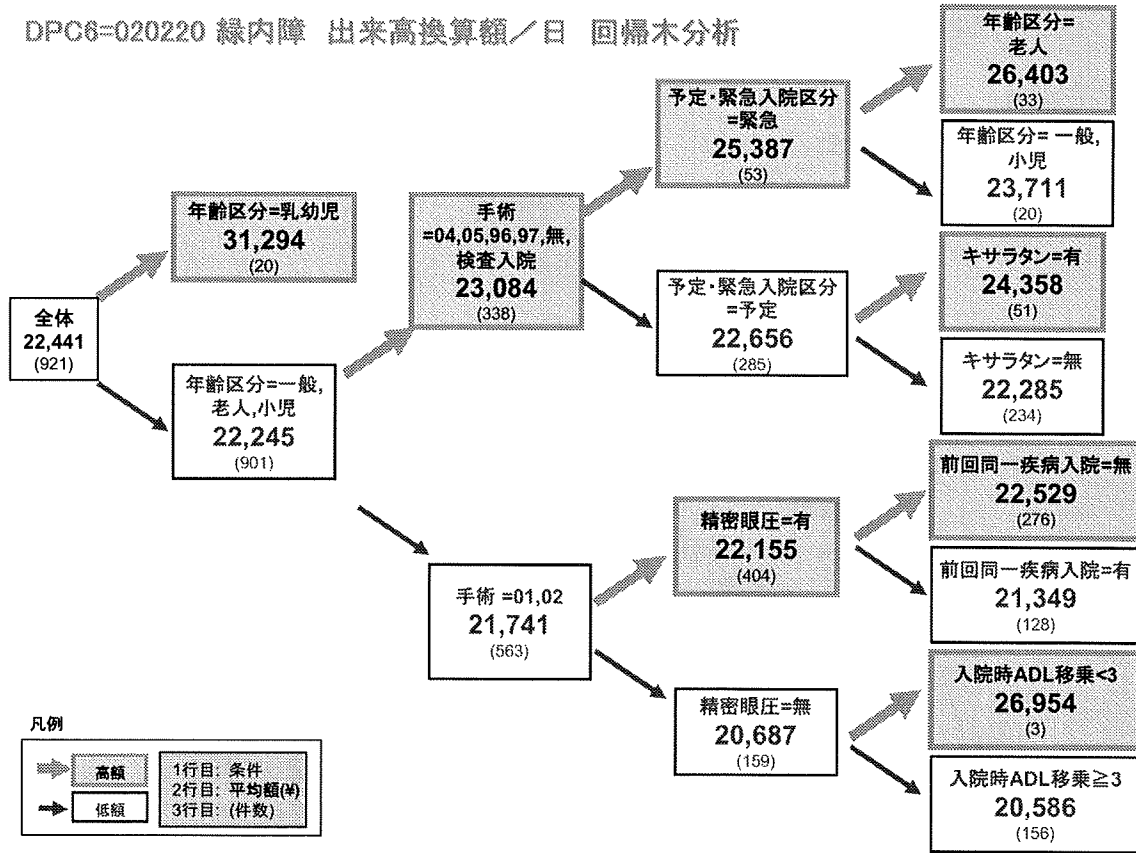 DPC6=020220 緑内障 出来高換算額／日 回帰木分析
全体
22,441
(921)
年齢区分=乳幼児
31,294
(20)
年齢区分=一般,
老人,小児
22,245
(901)
手術
=04,05,96,97,無,
検査入院
23,084
(338)
手術 =01,02
21,741
(563)
予定・緊急入院区分
=緊急
25,387
(53)
予定・緊急入院区分
=予定
22,656
(285)
精密眼圧=有
22,155
(404)
精密眼圧=無
20,687
(159)
年齢区分=
老人
26,403
(33)
年齢区分= 一般,
小児
23,711
(20)
キサラタン=有
24,358
(51)
キサラタン=無
22,285
(234)
前回同一疾病入院=無
22,529
(276)
前回同一疾病入院=有
21,349
(128)
入院時ADL移乗<3
26,954
(3)
入院時ADL移乗≧3
20,586
(156)
凡例
高額
低額
1行目: 条件
2行目: 平均額(¥)
3行目: (件数)